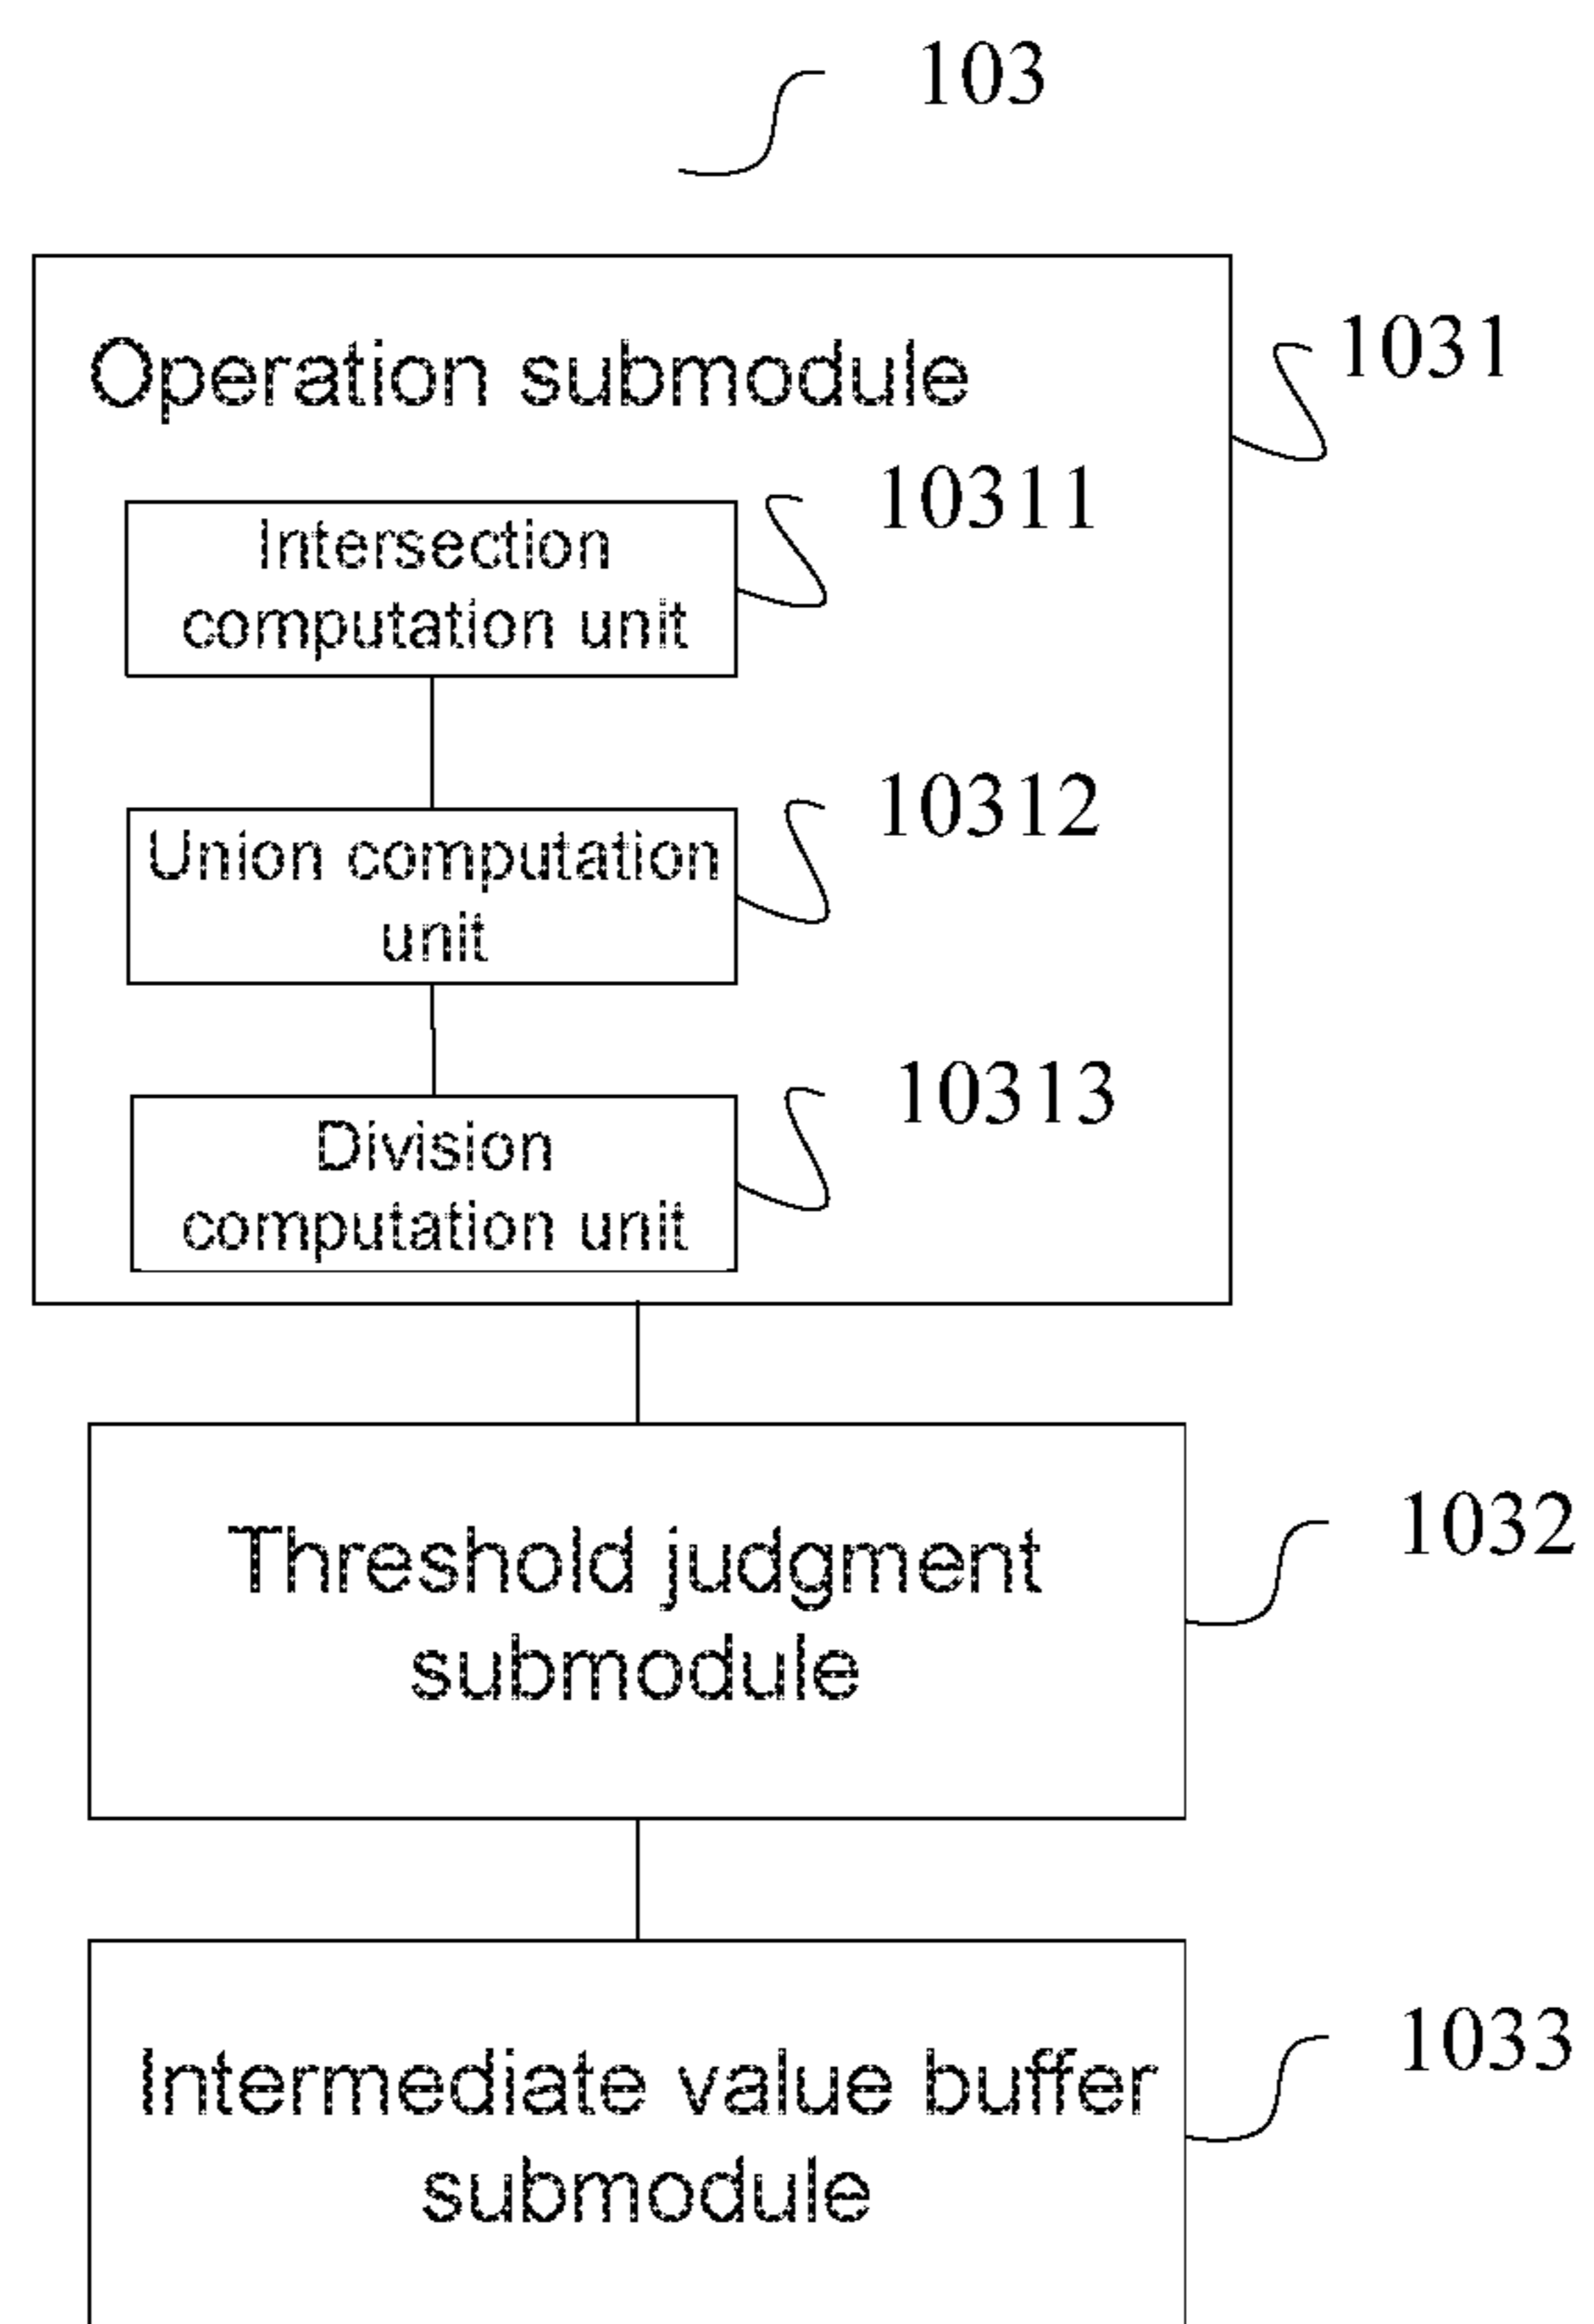 103
Operation submodule
1031
Intersection
computation unit
10311
Union computation
unit
10312
Division
computation unit
10313
Threshold judgment
submodule
1032
Intermediate value buffer
submodule
1033